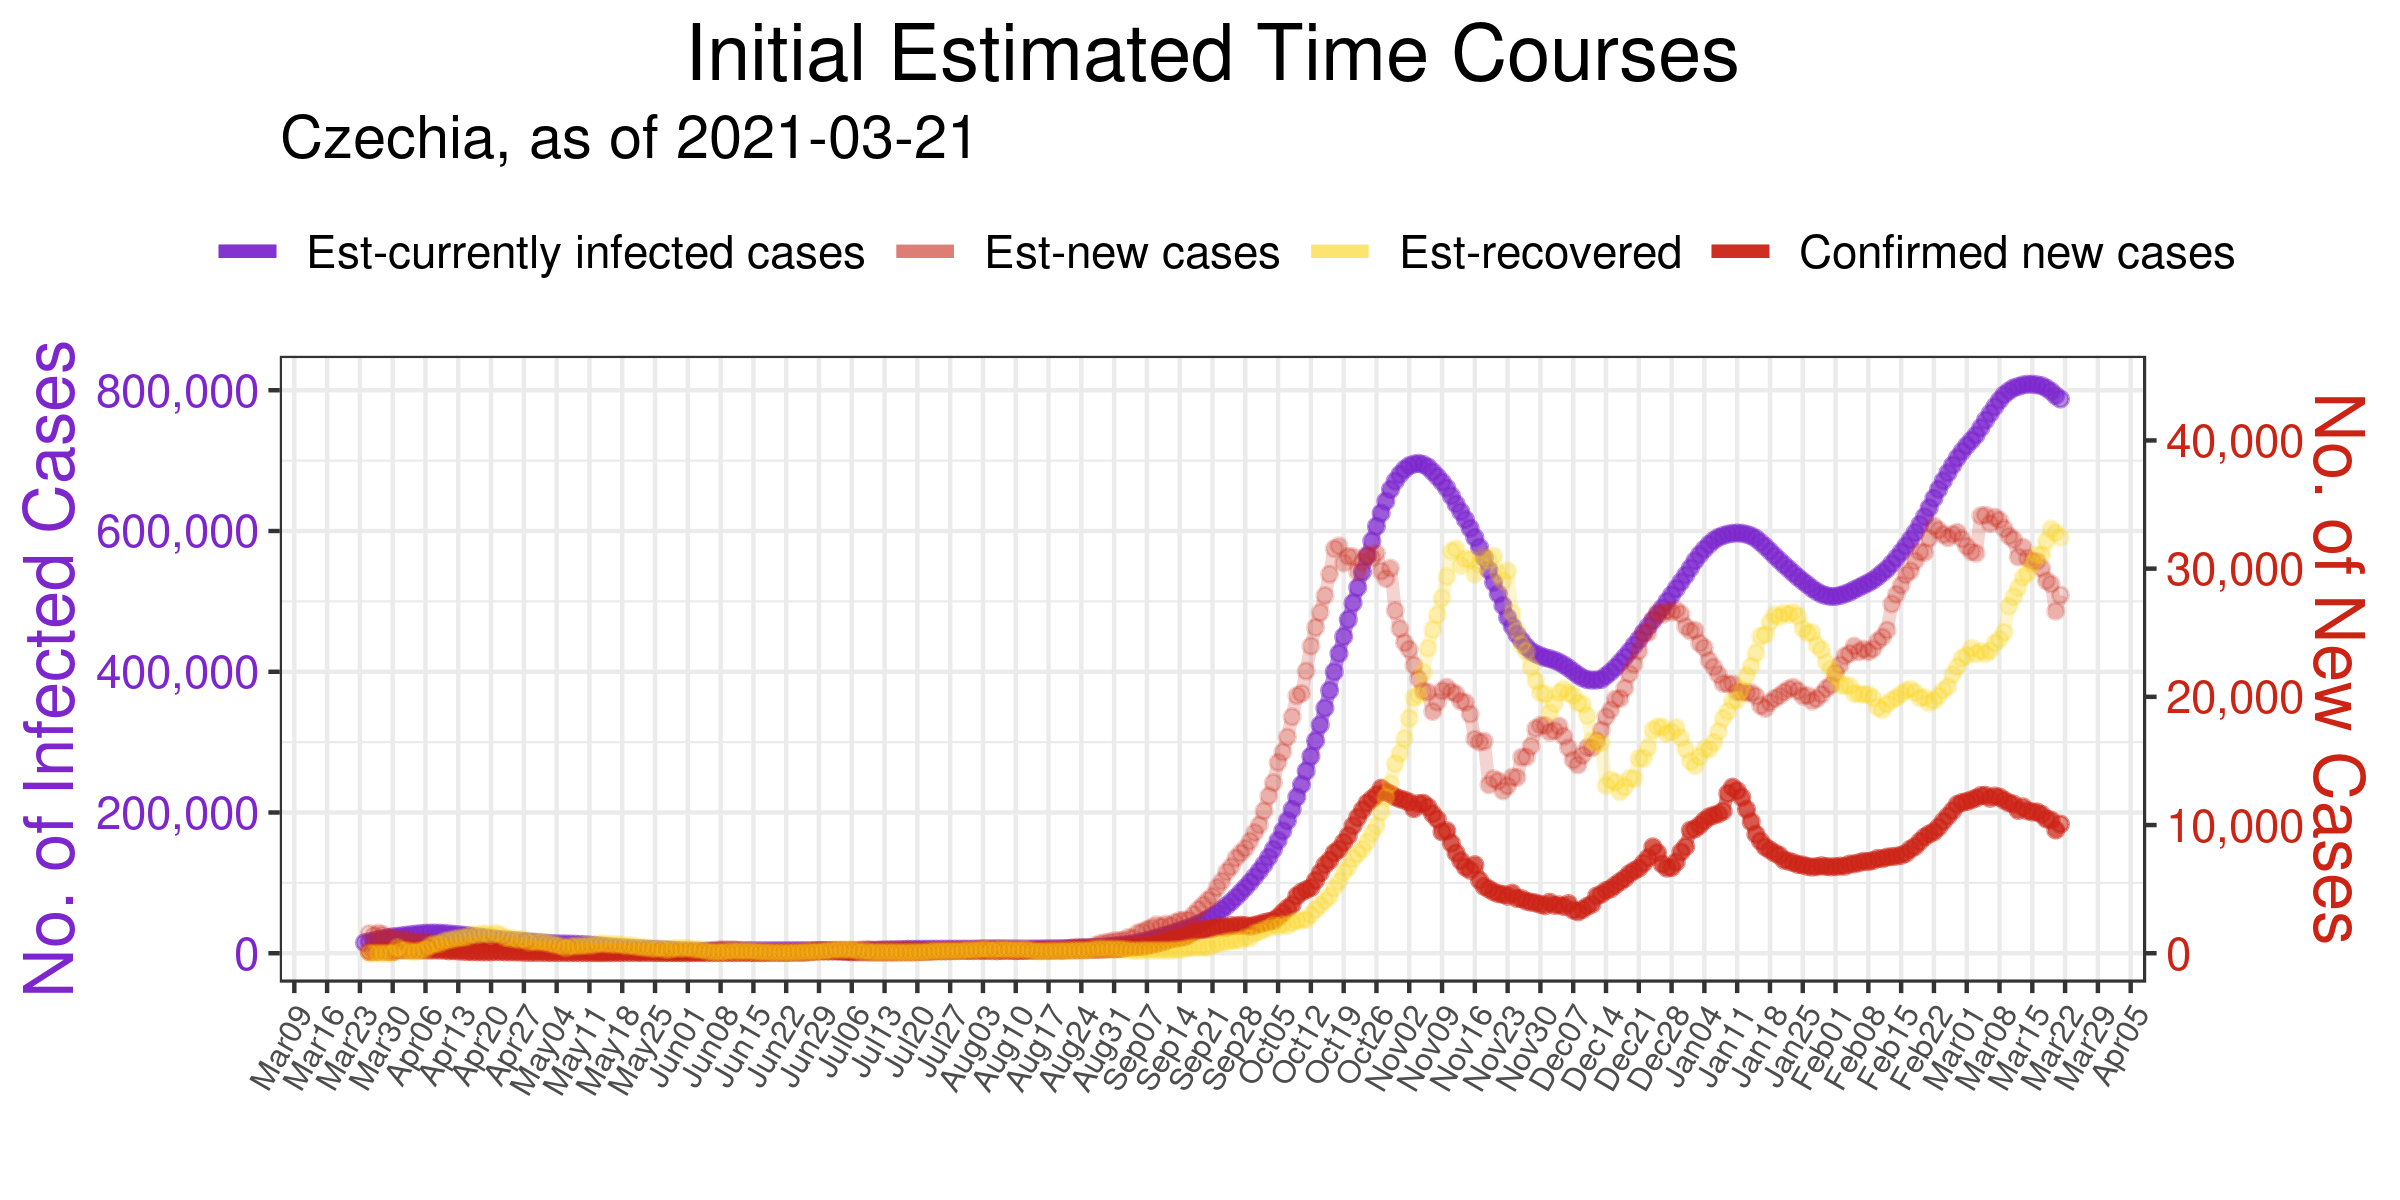 Initial Estimated Time Courses
Czechia, as of 2021-03-21
Est-currently infected cases Est-new cases Est-recovered Confirmed new cases
No. of Infected Cases
800,000
600,000
400,000
200,000
0
40,000
30,000
20,000
10,000
0
No. of New Cases
Mar09 Mar16 Mar23 Mar30 Apr06 Apr13 Apr20 Apr27 May04 May11 May18 May25 Jun01 Jun08 Jun15 Jun22 Jun29 Jul06 Jul13 Jul20 Jul27 Aug03 Aug10 Aug17 Aug24 Aug31 Sep07 Sep14 Sep21 Sep28 Oct05 Oct12 Oct19 Oct26 Nov02 Nov09 Nov16 Nov23 Nov30 Dec07 Dec14 Dec21 Dec28 Jan04 Jan11 Jan18 Jan25 Feb01 Feb08 Feb15 Feb22 Mar01 Mar08 Mar15 Mar22 Mar29 Apr05